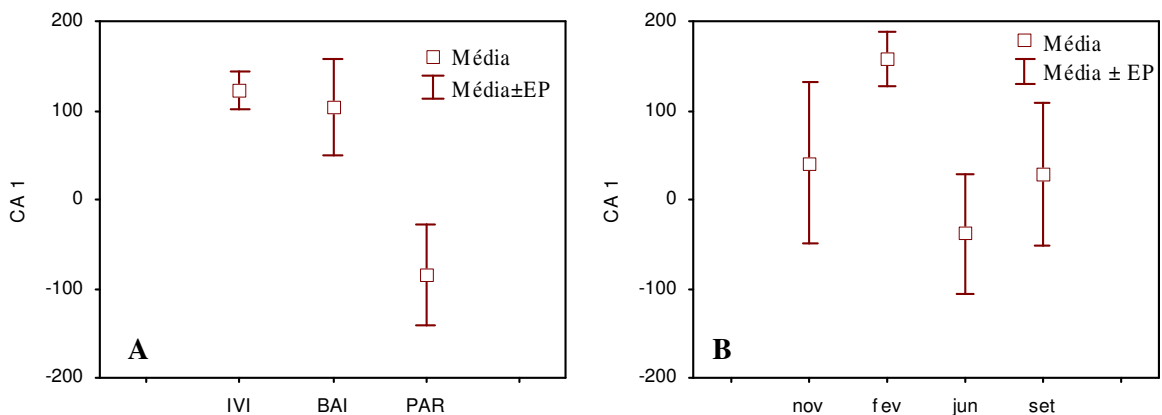 200
100
0
-100
-200
CA 1
Média
Média±EP
A
IVI BAI PAR
200
100
0
-100
-200
CA 1
Média
Média ± EP
B
nov fev jun set